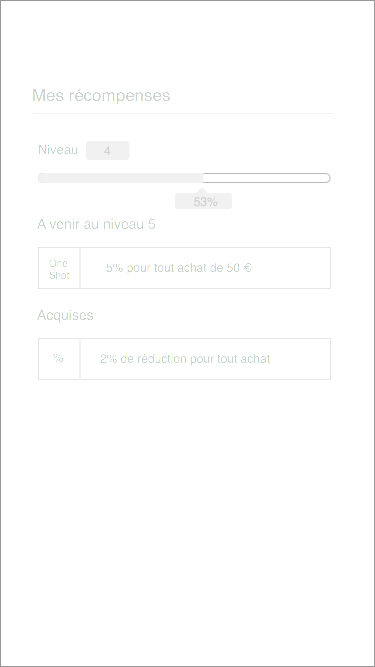 Mes récompenses
Niveau 4
53%
A venir au niveau 5
One Shot
5% pour tout achat de 50 €
Acquises
% 2% de réduction pour tout achat